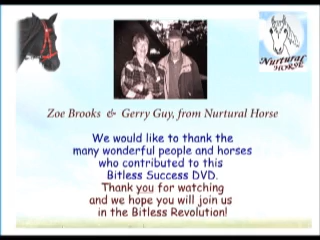 Nurtural
HORSE
Zoe Brooks & Gerry Guy, from Nurtural Horse
We would like to thank the
many wonderful people and horses
who contributed to this
Bitless Success DVD.
Thank you for watching
and we hope you will join us
in the Bitless Revolution!